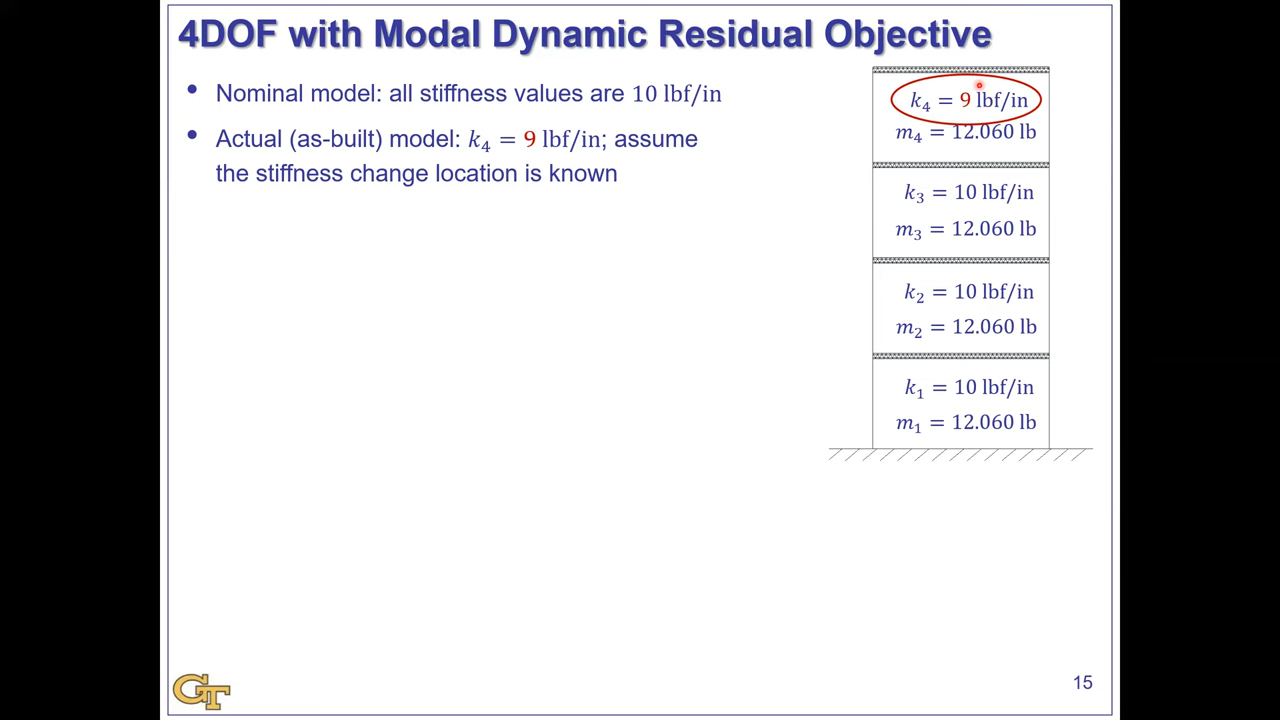 4DOF with Modal Dynamic Residual Objective
• Nominal model: all stiffness values are 10 lbf/in
• Actual (as-built) model: k₄ = 9 lbf/in; assume
the stiffness change location is known
k₄ = 9 lbf/in
m₄ = 12.060 lb
k₃ = 10 lbf/in
m₃ = 12.060 lb
k₂ = 10 lbf/in
m₂ = 12.060 lb
k₁ = 10 lbf/in
m₁ = 12.060 lb
GT
15